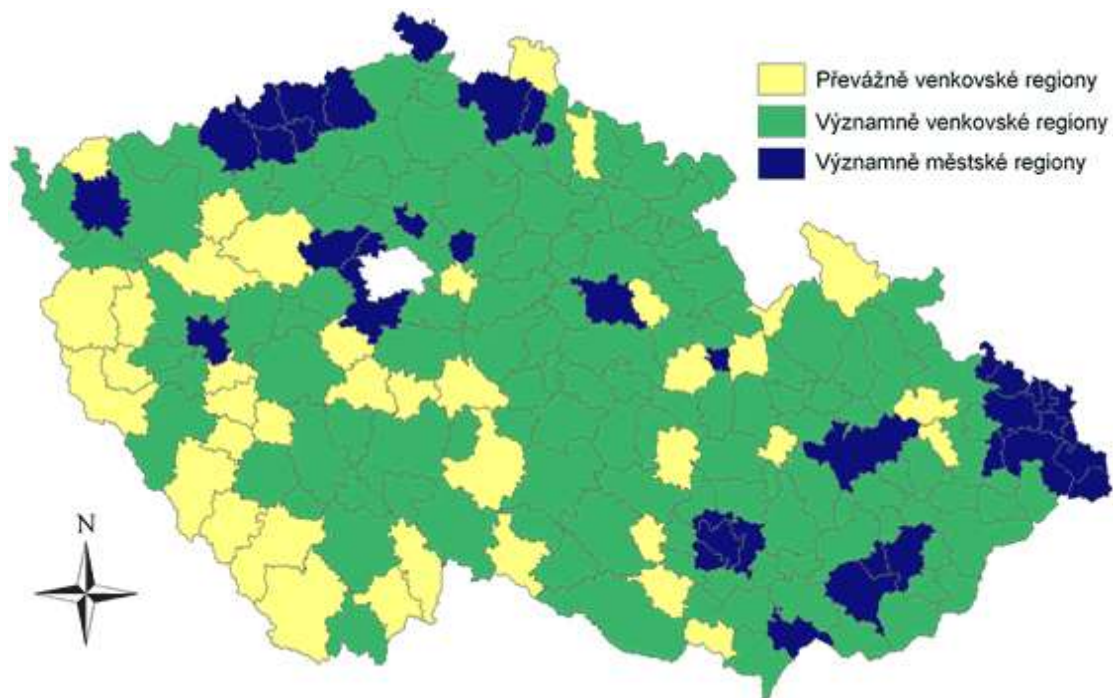 Převážně venkovské regiony
Významně venkovské regiony
Významně městské regiony
N